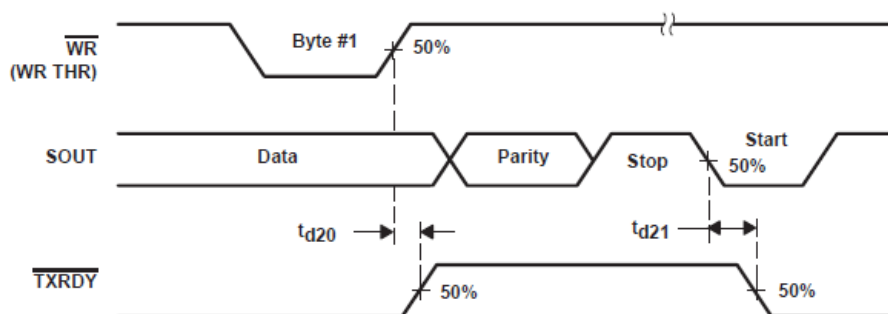 WR
(WR THR)
Byte #1
50%
SOUT
Data
Parity
Stop
Start
50%
td20
td21
TXRDY
50%
50%